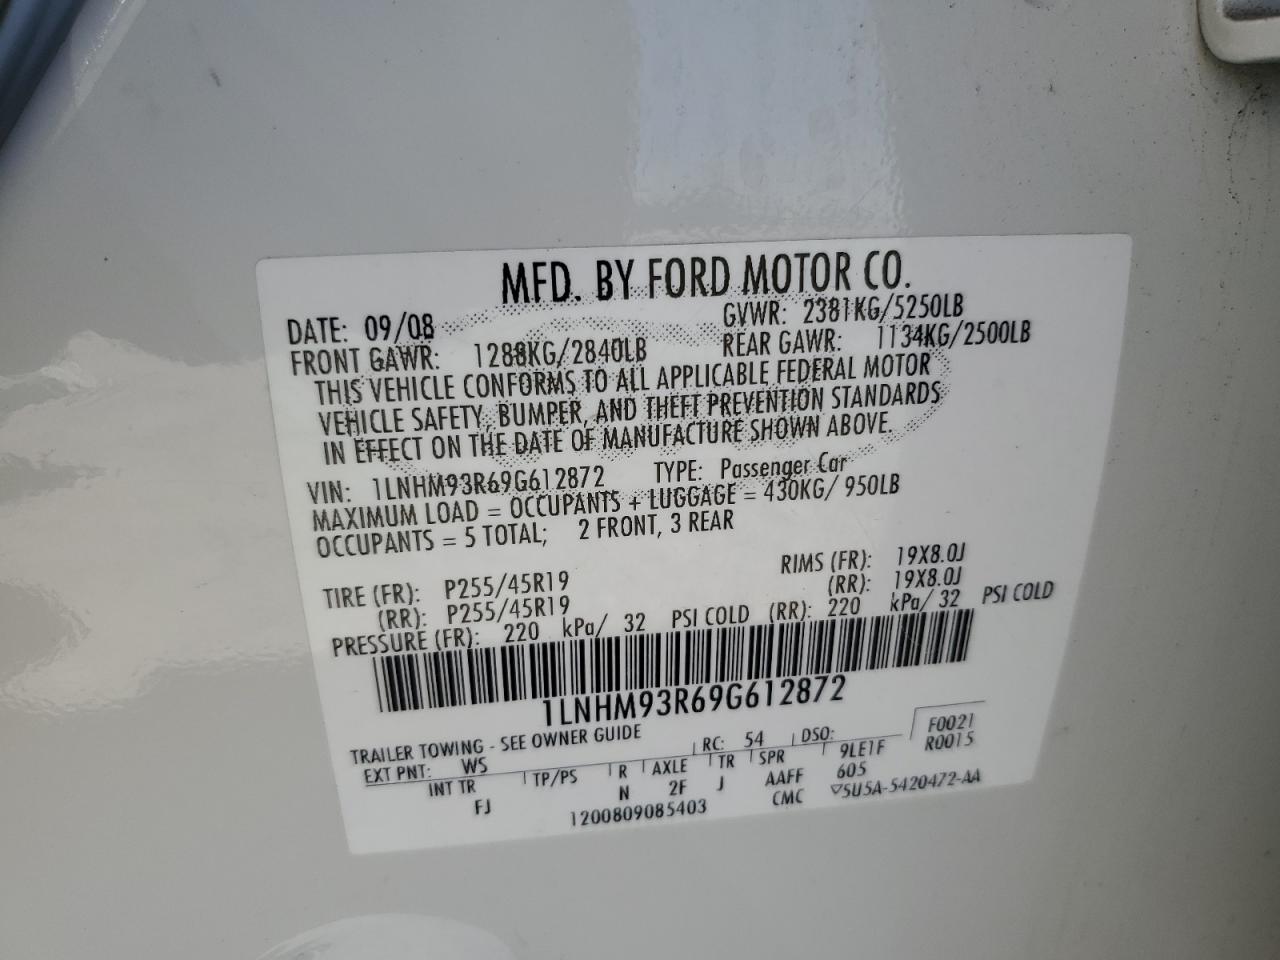 MFD. BY FORD MOTOR CO.
DATE: 09/08 GVWR: 2381KG/5250LB
FRONT GAWR: 1288KG/2840LB REAR GAWR: 1134KG/2500LB
THIS VEHICLE CONFORMS TO ALL APPLICABLE FEDERAL MOTOR
VEHICLE SAFETY, BUMPER, AND THEFT PREVENTION STANDARDS
IN EFFECT ON THE DATE OF MANUFACTURE SHOWN ABOVE.
VIN: 1LNHM93R69G612872 TYPE: Passenger Car
MAXIMUM LOAD = OCCUPANTS + LUGGAGE = 430KG/ 950LB
OCCUPANTS = 5 TOTAL; 2 FRONT, 3 REAR
TIRE (FR): P255/45R19 RIMS (FR): 19X8.0J
(RR): P255/45R19 (RR): 19X8.0J
PRESSURE (FR): 220 kPa/ 32 PSI COLD (RR): 220 kPa/ 32 PSI COLD
1LNHM93R69G612872
TRAILER TOWING - SEE OWNER GUIDE
EXT PNT: WS RC: 54 DSO: F0021
INT TR TP/PS R AXLE TR SPR 9LE1F R0015
FJ N 2F J AAFF 605
1200809085403 CMC ▽5U5A-5420472-AA